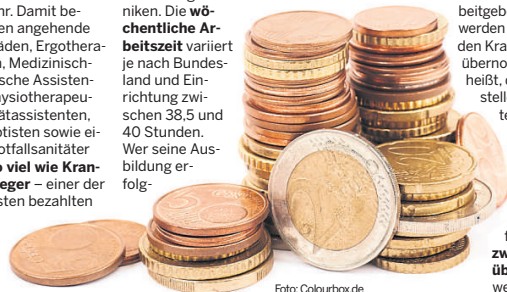 hr. Damit be-
en angehende
äden, Ergothera-
, Medizinisch-
sche Assisten-
ysiotherapeu-
ätassistenten,
ptisten sowie ei-
otfallsanitäter
viel wie Kran-
eger – einer der
sten bezahlten
niken. Die wö-
chentliche Ar-
beitszeit variiert
je nach Bundes-
land und Ein-
richtung zwi-
schen 38,5 und
40 Stunden.
Wer seine Aus-
bildung er-
folg-
beitgeb
werden
den Kra
überno
heißt, d
stelle
te
f
zw
üb
we
2
Foto: Colourbox.de